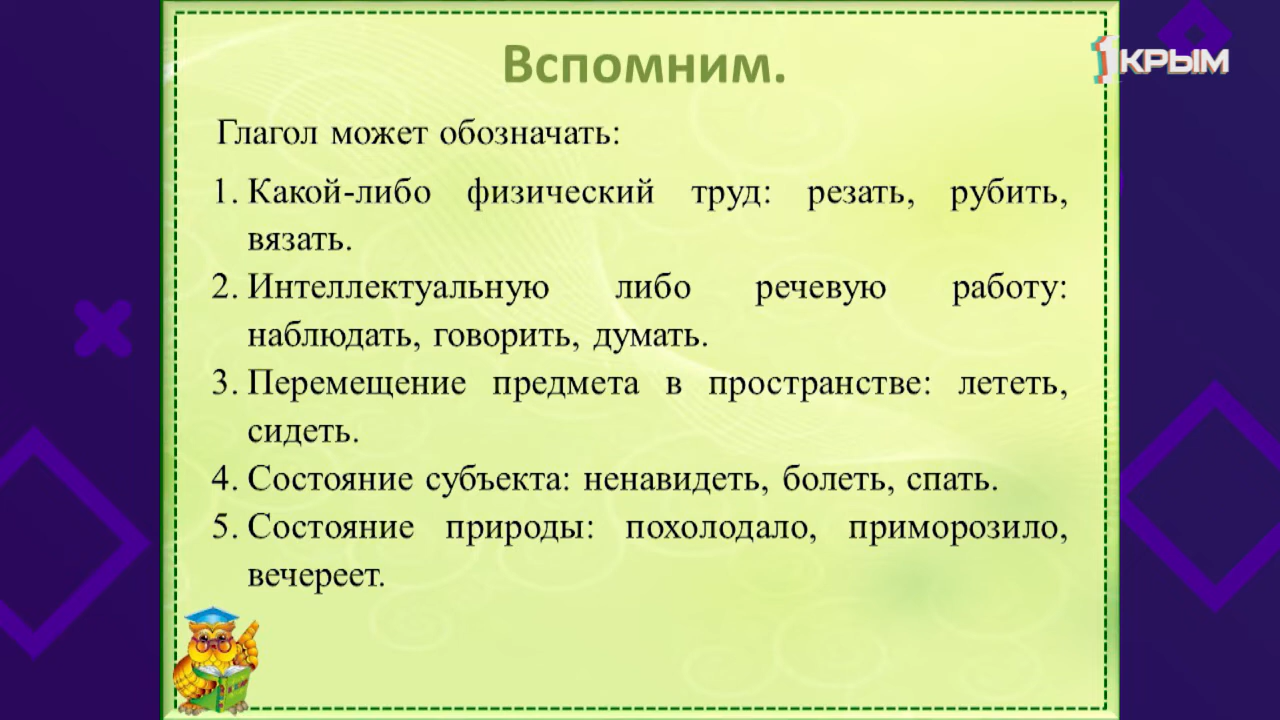 Вспомним.
1КРЫМ
Глагол может обозначать:
1. Какой-либо физический труд: резать, рубить,
вязать.
2. Интеллектуальную либо речевую работу:
наблюдать, говорить, думать.
3. Перемещение предмета в пространстве: лететь,
сидеть.
4. Состояние субъекта: ненавидеть, болеть, спать.
5. Состояние природы: похолодало, приморозило,
вечереет.